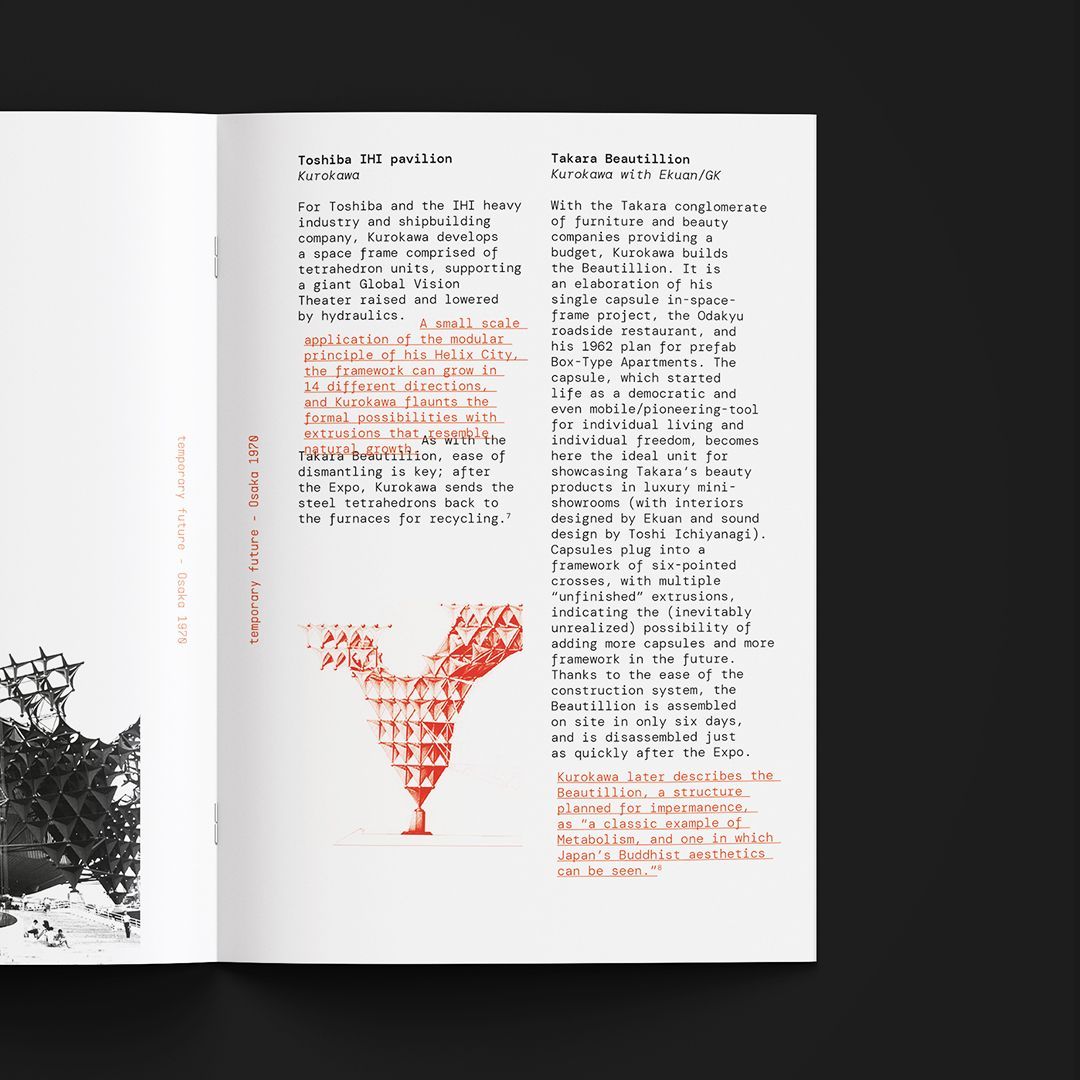 temporary future - Osaka 1970
temporary future - Osaka 1970
Toshiba IHI pavilion
Kurokawa
For Toshiba and the IHI heavy
industry and shipbuilding
company, Kurokawa develops
a space frame comprised of
tetrahedron units, supporting
a giant Global Vision
Theater raised and lowered
by hydraulics.
A small scale
application of the modular
principle of his Helix City,
the framework can grow in
14 different directions,
and Kurokawa flaunts the
formal possibilities with
extrusions that resemble
natural growth.
As with the
Takara Beautillion, ease of
dismantling is key; after
the Expo, Kurokawa sends the
steel tetrahedrons back to
the furnaces for recycling.7
Takara Beautillion
Kurokawa with Ekuan/GK
With the Takara conglomerate
of furniture and beauty
companies providing a
budget, Kurokawa builds
the Beautillion. It is
an elaboration of his
single capsule in-space-
frame project, the Odakyu
roadside restaurant, and
his 1962 plan for prefab
Box-Type Apartments. The
capsule, which started
life as a democratic and
even mobile/pioneering-tool
for individual living and
individual freedom, becomes
here the ideal unit for
showcasing Takara's beauty
products in luxury mini-
showrooms (with interiors
designed by Ekuan and sound
design by Toshi Ichiyanagi).
Capsules plug into a
framework of six-pointed
crosses, with multiple
“unfinished” extrusions,
indicating the (inevitably
unrealized) possibility of
adding more capsules and more
framework in the future.
Thanks to the ease of the
construction system, the
Beautillion is assembled
on site in only six days,
and is disassembled just
as quickly after the Expo.
Kurokawa later describes the
Beautillion, a structure
planned for impermanence,
as “a classic example of
Metabolism, and one in which
Japan's Buddhist aesthetics
can be seen.”8